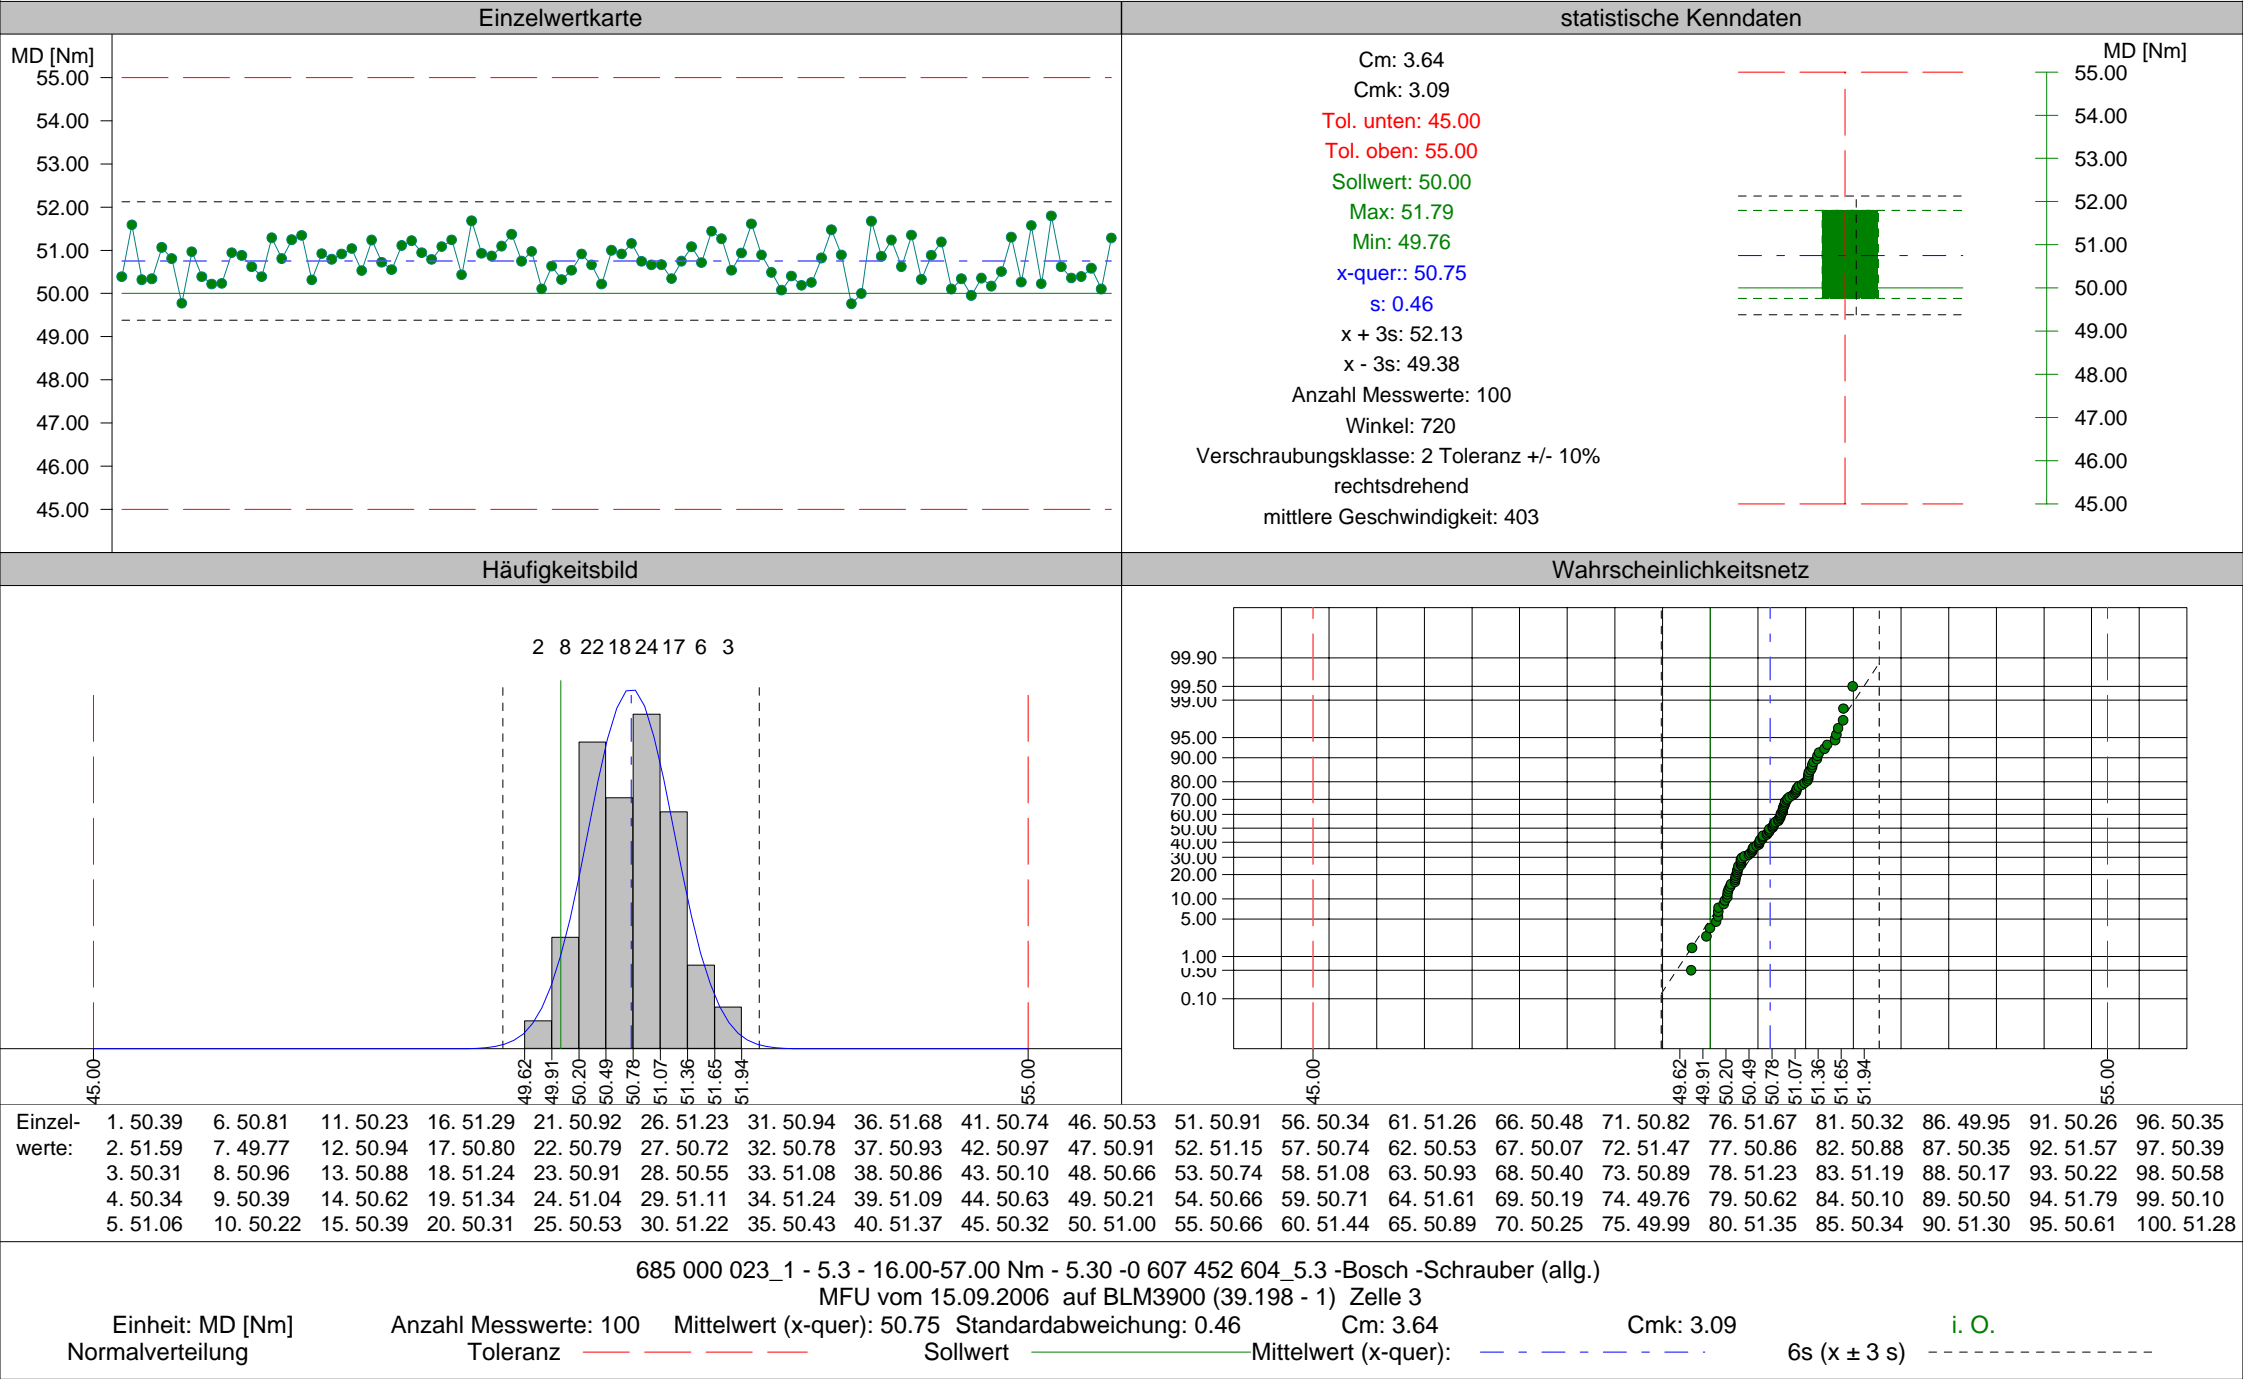 Einzelwertkarte
MD [Nm]
55.00
54.00
53.00
52.00
51.00
50.00
49.00
48.00
47.00
46.00
45.00
statistische Kenndaten
Cm: 3.64
Cmk: 3.09
Tol. unten: 45.00
Tol. oben: 55.00
Sollwert: 50.00
Max: 51.79
Min: 49.76
x-quer:: 50.75
s: 0.46
x + 3s: 52.13
x - 3s: 49.38
Anzahl Messwerte: 100
Winkel: 720
Verschraubungsklasse: 2 Toleranz +/- 10%
rechtsdrehend
mittlere Geschwindigkeit: 403
MD [Nm]
55.00
54.00
53.00
52.00
51.00
50.00
49.00
48.00
47.00
46.00
45.00
Häufigkeitsbild
2 8 22 18 24 17 6 3
45.00 49.62 49.91 50.20 50.49 50.78 51.07 51.36 51.65 51.94 55.00
Wahrscheinlichkeitsnetz
99.90
99.50
99.00
95.00
90.00
80.00
70.00
60.00
50.00
40.00
30.00
20.00
10.00
5.00
1.00
0.50
0.10
45.00 49.62 49.91 50.20 50.49 50.78 51.07 51.36 51.65 51.94 55.00
Einzel- 1. 50.39 6. 50.81 11. 50.23 16. 51.29 21. 50.92 26. 51.23 31. 50.94 36. 51.68 41. 50.74 46. 50.53 51. 50.91 56. 50.34 61. 51.26 66. 50.48 71. 50.82 76. 51.67 81. 50.32 86. 49.95 91. 50.26 96. 50.35
werte: 2. 51.59 7. 49.77 12. 50.94 17. 50.80 22. 50.79 27. 50.72 32. 50.78 37. 50.93 42. 50.97 47. 50.91 52. 51.15 57. 50.74 62. 50.53 67. 50.07 72. 51.47 77. 50.86 82. 50.88 87. 50.35 92. 51.57 97. 50.39
3. 50.31 8. 50.96 13. 50.88 18. 51.24 23. 50.91 28. 50.55 33. 51.08 38. 50.86 43. 50.10 48. 50.66 53. 50.74 58. 51.08 63. 50.93 68. 50.40 73. 50.89 78. 51.23 83. 51.19 88. 50.17 93. 50.22 98. 50.58
4. 50.34 9. 50.39 14. 50.62 19. 51.34 24. 51.04 29. 51.11 34. 51.24 39. 51.09 44. 50.63 49. 50.21 54. 50.66 59. 50.71 64. 51.61 69. 50.19 74. 49.76 79. 50.62 84. 50.10 89. 50.50 94. 51.79 99. 50.10
5. 51.06 10. 50.22 15. 50.39 20. 50.31 25. 50.53 30. 51.22 35. 50.43 40. 51.37 45. 50.32 50. 51.00 55. 50.66 60. 51.44 65. 50.89 70. 50.25 75. 49.99 80. 51.35 85. 50.34 90. 51.30 95. 50.61 100. 51.28
685 000 023_1 - 5.3 - 16.00-57.00 Nm - 5.30 -0 607 452 604_5.3 -Bosch -Schrauber (allg.)
MFU vom 15.09.2006 auf BLM3900 (39.198 - 1) Zelle 3
Einheit: MD [Nm] Anzahl Messwerte: 100 Mittelwert (x-quer): 50.75 Standardabweichung: 0.46 Cm: 3.64 Cmk: 3.09 i. O.
Normalverteilung Toleranz Sollwert Mittelwert (x-quer): 6s (x ± 3 s)